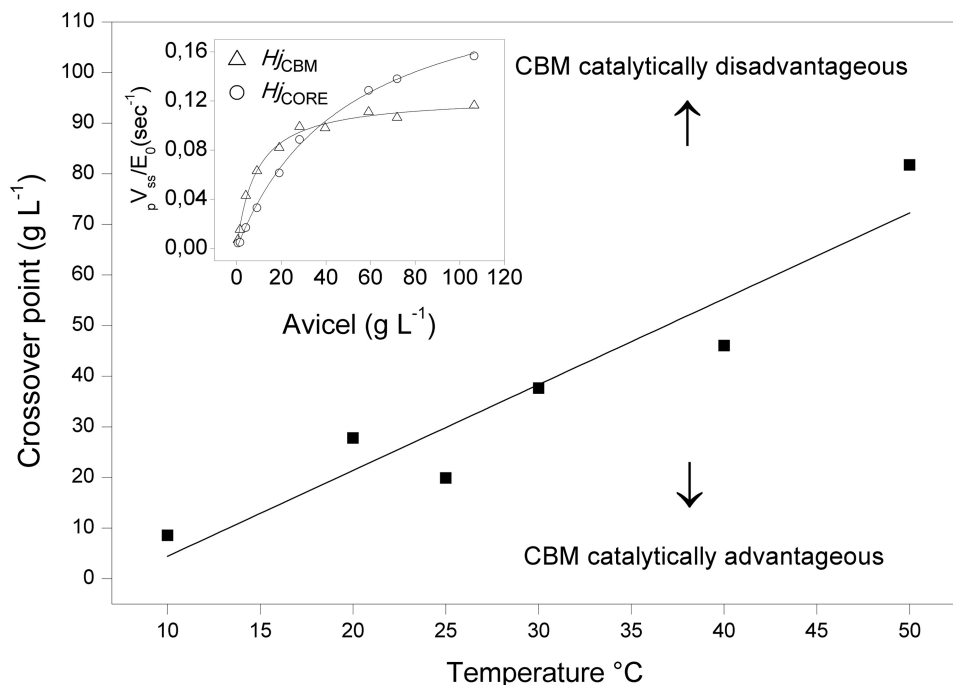 110
100
90
80
70
60
50
40
30
20
10
0
Crossover point (g L⁻¹)
10 15 20 25 30 35 40 45 50
Temperature °C
CBM catalytically disadvantageous
CBM catalytically advantageous
0,16
0,12
0,08
0,04
0,00
pVss/E0(sec⁻¹)
HjCBM
HjCORE
0 20 40 60 80 100 120
Avicel (g L⁻¹)